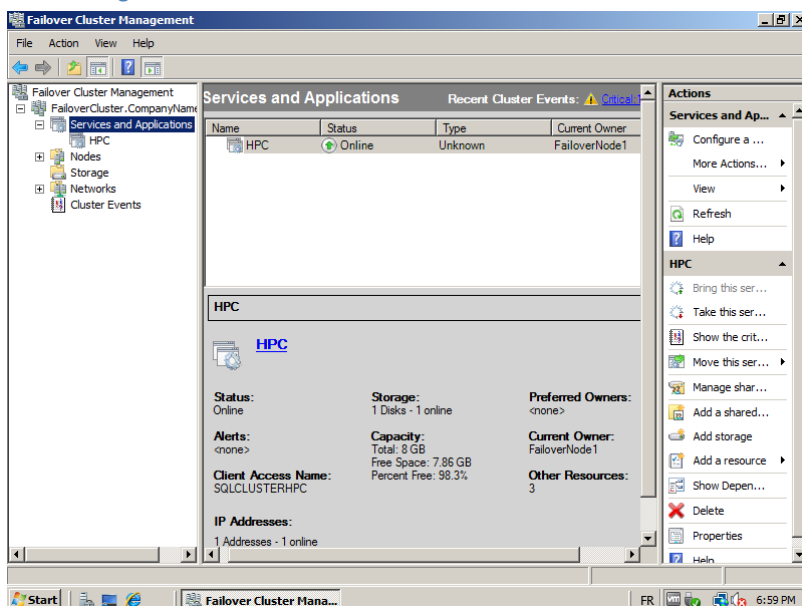 Failover Cluster Management
File Action View Help
Failover Cluster Management
FailoverCluster.CompanyName
Services and Applications
HPC
Nodes
Storage
Networks
Cluster Events
Services and Applications
Recent Cluster Events: Critical:
Name Status Type Current Owner
HPC Online Unknown FailoverNode1
HPC
HPC
Status: Storage: Preferred Owners:
Online 1 Disks - 1 online <none>
Alerts: Capacity: Current Owner:
<none> Total: 8 GB FailoverNode1
Free Space: 7.86 GB
Client Access Name: Percent Free: 98.3% Other Resources:
SQLCLUSTERHPC 3
IP Addresses:
1 Addresses - 1 online
Actions
Services and Ap...
Configure a ...
More Actions...
View
Refresh
Help
HPC
Bring this ser...
Take this ser...
Show the crit...
Move this ser...
Manage shar...
Add a shared...
Add storage
Add a resource
Show Depen...
Delete
Properties
Help
Start Failover Cluster Mana... FR 6:59 PM